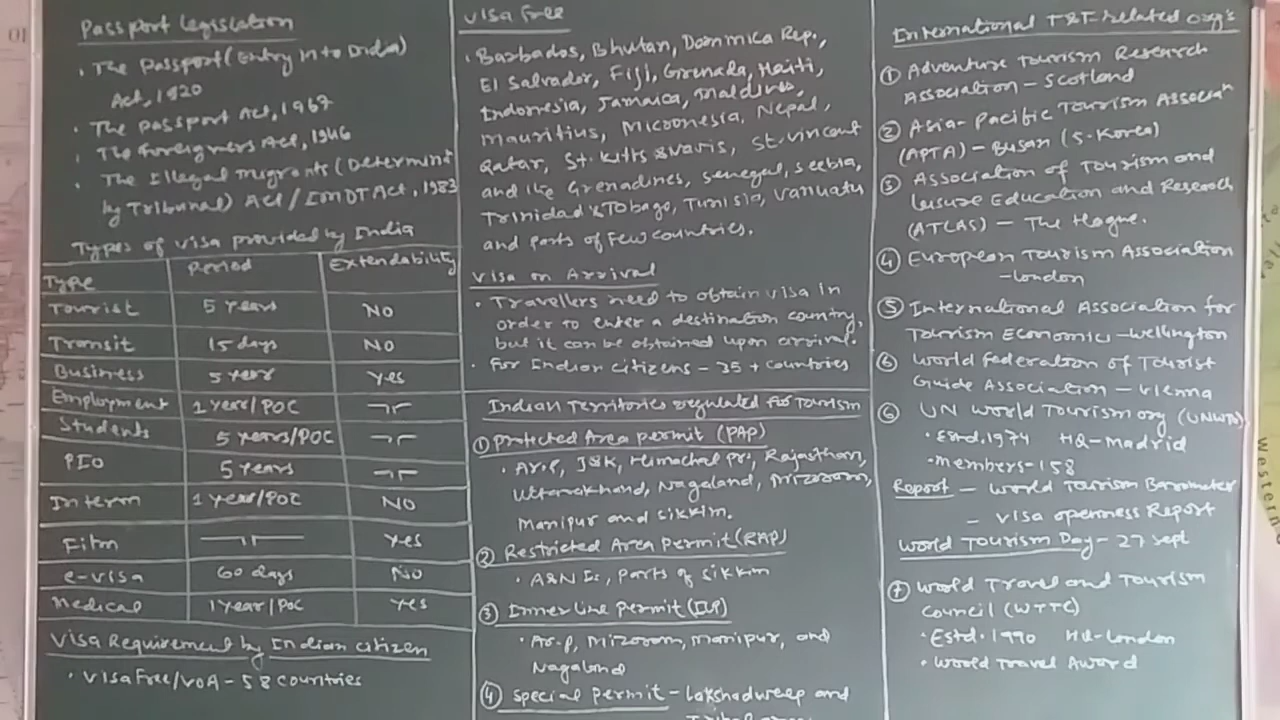 Passport Legislation
• The Passport (Entry Into India)
Act, 1920
• The Passport Act, 1967
• The Foreigners Act, 1946
• The Illegal migrants (Determint
by Tribunal) Act / IMDT Act, 1983
Types of visa provided by India
Type Period Extendability
Tourist 5 Years NO
Transit 15 days NO
Business 5 year Yes
Employment 1 year/POC ¬r
Students 5 years/POC ¬r
PIO 5 years ¬r
Intern 1 year/POC NO
Film ¬r Yes
e-visa 60 days No
Medical 1 year/POC Yes
Visa Requirement by Indian citizen
• Visa Free/VOA - 58 countries
Visa Free
• Barbados, Bhutan, Dominica Rep.,
El Salvador, Fiji, Grenada, Haiti,
Indonesia, Jamaica, Maldives,
Mauritius, Micronesia, Nepal,
Qatar, St. Kitts & Navis, St. Vincent
and the Grenadines, Senegal, Seebia,
Trinidad & Tobago, Tunisia, Vanuatu
and parts of Few countries.
Visa on Arrival
• Travellers need to obtain visa in
order to enter a destination country,
but it can be obtained upon arrival.
• For Indian citizens - 35 + countries
Indian Territories regulated for Tourism
① Protected Area permit (PAP)
• Ar.P, J&K, Himachal Pr., Rajasthan,
Uttarakhand, Nagaland, Mizoram,
Manipur and Sikkim.
② Restricted Area Permit (RAP)
• A&N Is, parts of Sikkim
③ Inner line permit (ILP)
• Ar.P, Mizoram, Manipur, and
Nagaland
④ Special permit - Lakshadweep and
International T&T related org's
① Adventure Tourism Research
Association - Scotland
② Asia-Pacific Tourism Associan
(APTA) - Busan (S. Korea)
③ Association of Tourism and
Leisure Education and Research
(ATLAS) - The Hague.
④ European Tourism Association
- London
⑤ International Association for
Tourism Economics - Wellington
⑥ World Federation of Tourist
Guide Association - Vienna
⑥ UN World Tourism org (UNWTO)
• Estd. 1974 HQ - Madrid
• Members - 158
Report - World Tourism Barometer
- Visa openness Report
World Tourism Day - 27 Sept
⑦ World Travel and Tourism
Council (WTTC)
• Estd. 1990 HQ - London
• World Travel Award